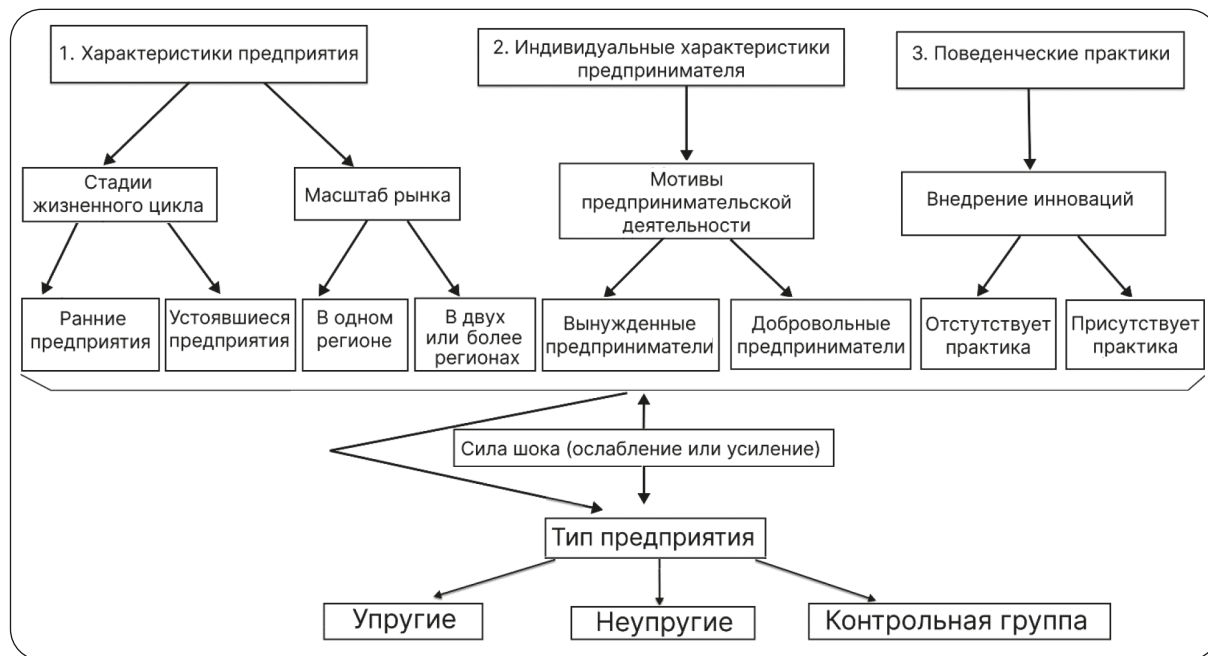 1. Характеристики предприятия
2. Индивидуальные характеристики
предпринимателя
3. Поведенческие практики
Стадии
жизненного цикла
Масштаб рынка
Мотивы
предпринимательской
деятельности
Внедрение инноваций
Ранние
предприятия
Устоявшиеся
предприятия
В одном
регионе
В двух
или более
регионах
Вынужденные
предприниматели
Добровольные
предприниматели
Отстутствует
практика
Присутствует
практика
Сила шока (ослабление или усиление)
Тип предприятия
Упругие
Неупругие
Контрольная группа